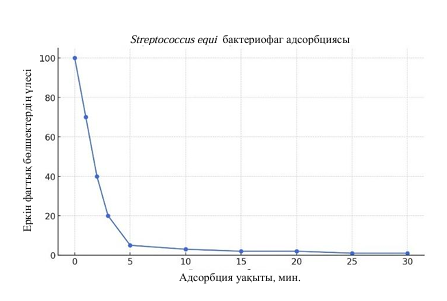 Streptococcus equi бактериофаг адсорбциясы
Еркін фагтық бөлшектердің үлесі
100
80
60
40
20
0
0 5 10 15 20 25 30
Адсорбция уақыты, мин.